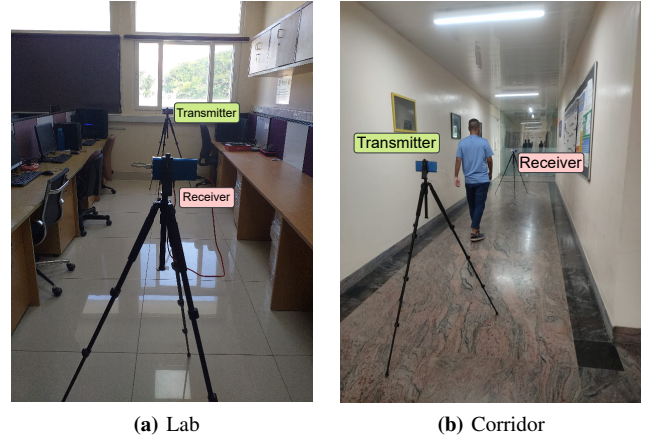 Transmitter
Receiver
Transmitter
Receiver
(a) Lab
(b) Corridor